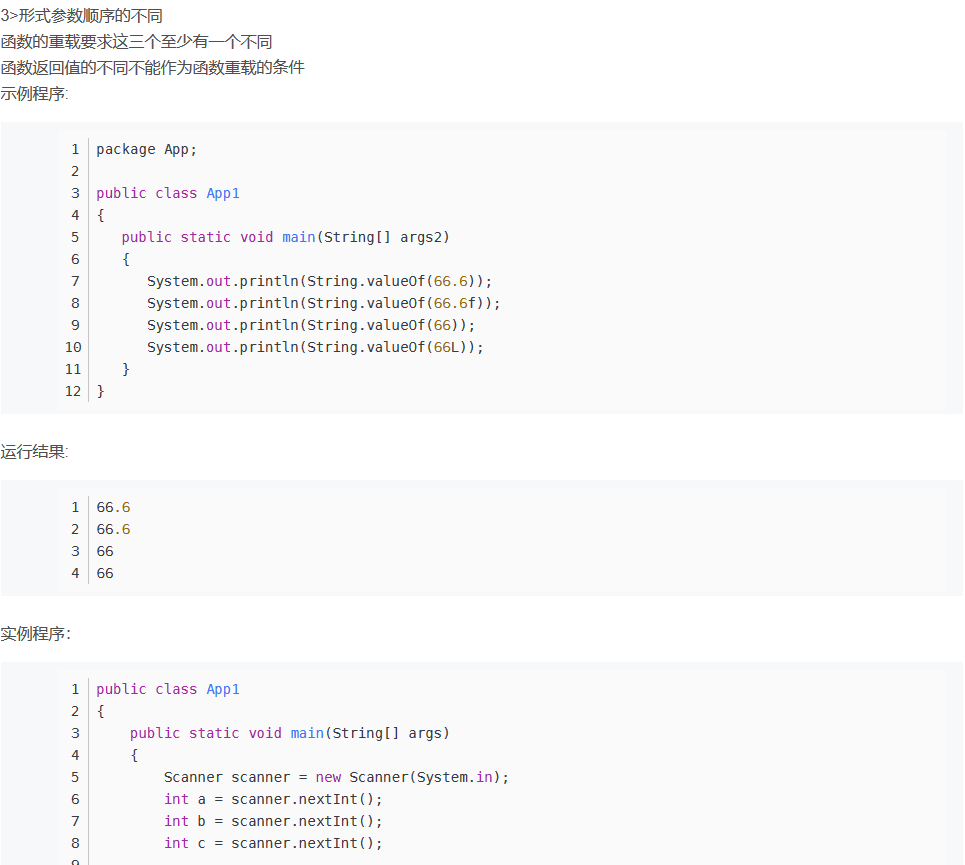 3>形式参数顺序的不同
函数的重载要求这三个至少有一个不同
函数返回值的不同不能作为函数重载的条件
示例程序:
1 package App;
2
3 public class App1
4 {
5    public static void main(String[] args2)
6    {
7       System.out.println(String.valueOf(66.6));
8       System.out.println(String.valueOf(66.6f));
9       System.out.println(String.valueOf(66));
10       System.out.println(String.valueOf(66L));
11    }
12 }
运行结果:
1 66.6
2 66.6
3 66
4 66
实例程序：
1 public class App1
2 {
3     public static void main(String[] args)
4     {
5         Scanner scanner = new Scanner(System.in);
6         int a = scanner.nextInt();
7         int b = scanner.nextInt();
8         int c = scanner.nextInt();
9